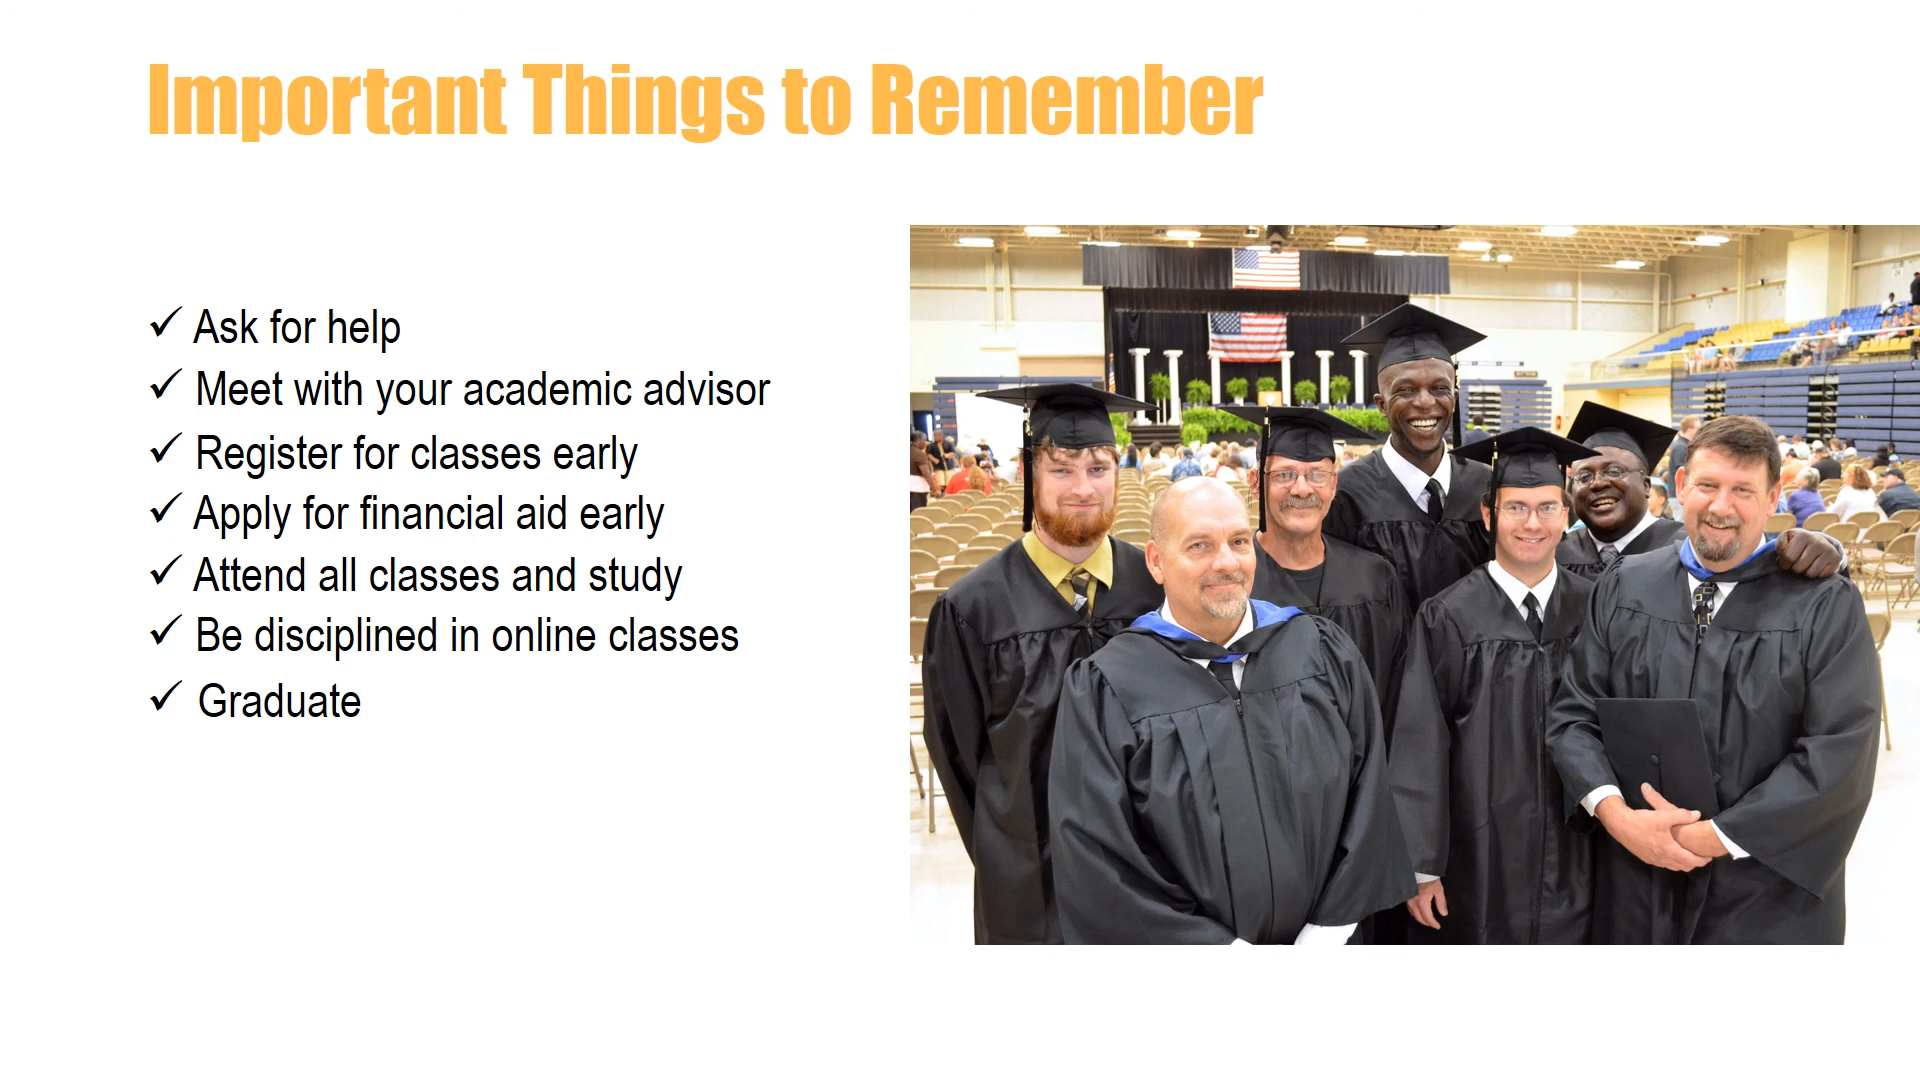 Important Things to Remember
✓ Ask for help
✓ Meet with your academic advisor
✓ Register for classes early
✓ Apply for financial aid early
✓ Attend all classes and study
✓ Be disciplined in online classes
✓ Graduate